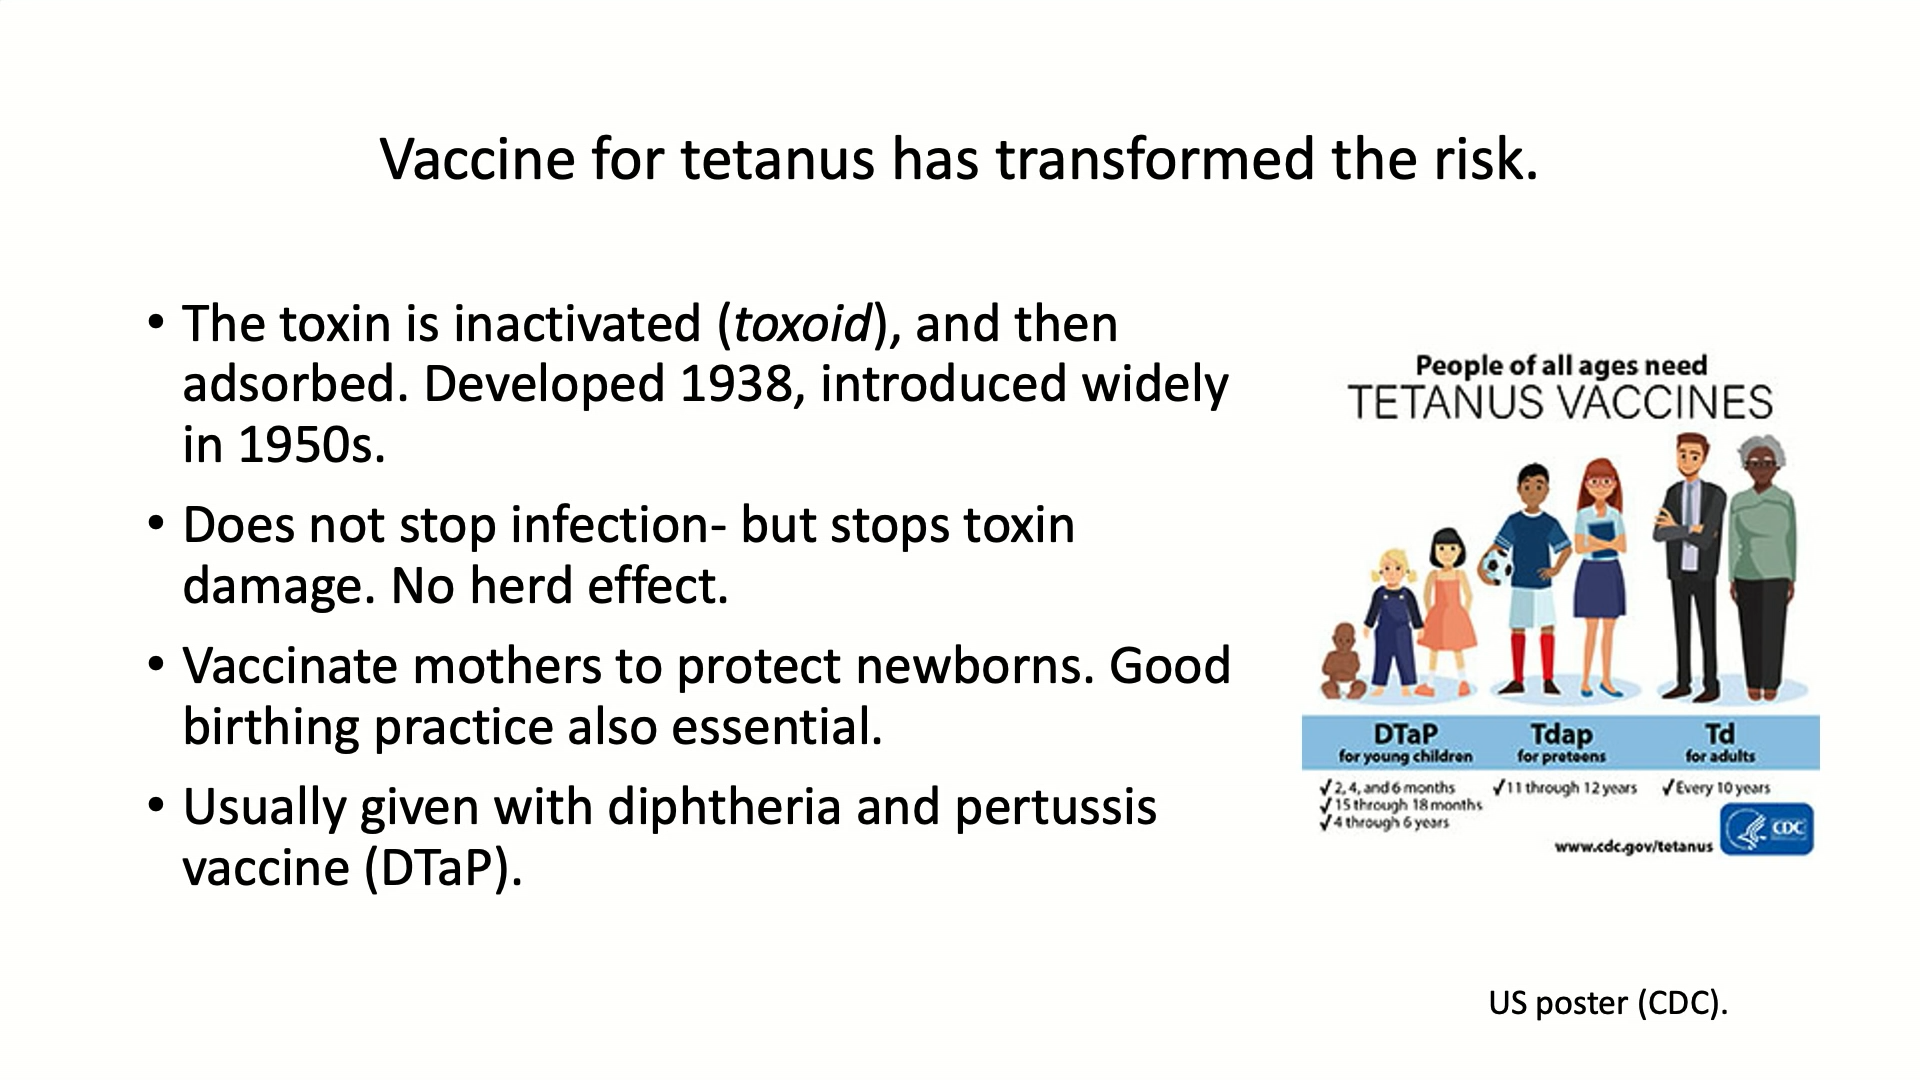 Vaccine for tetanus has transformed the risk.
• The toxin is inactivated (toxoid), and then
adsorbed. Developed 1938, introduced widely
in 1950s.
• Does not stop infection- but stops toxin
damage. No herd effect.
• Vaccinate mothers to protect newborns. Good
birthing practice also essential.
• Usually given with diphtheria and pertussis
vaccine (DTaP).
People of all ages need
TETANUS VACCINES
DTaP
for young children
✓2, 4, and 6 months
✓15 through 18 months
✓4 through 6 years
Tdap
for preteens
✓11 through 12 years
Td
for adults
✓Every 10 years
www.cdc.gov/tetanus
CDC
US poster (CDC).